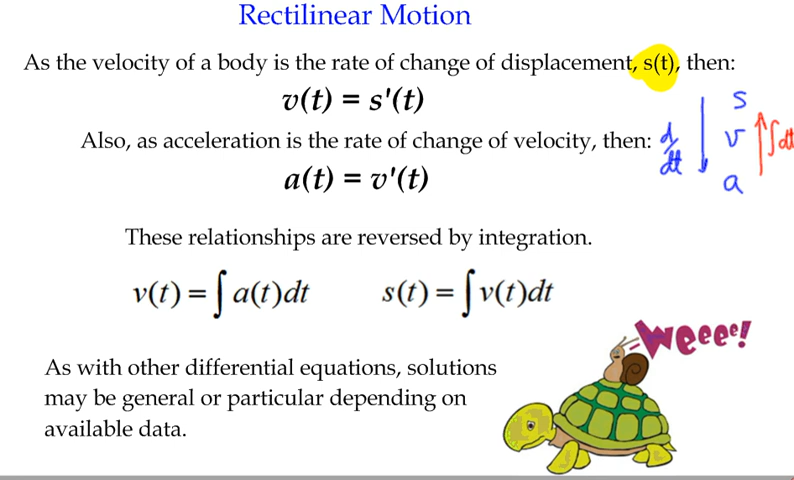 Rectilinear Motion
As the velocity of a body is the rate of change of displacement, s(t), then:
v(t) = s'(t)
Also, as acceleration is the rate of change of velocity, then:
a(t) = v'(t)
d/dt
s
v
a
∫dt
These relationships are reversed by integration.
v(t) = ∫ a(t)dt s(t) = ∫ v(t)dt
Weeee!
As with other differential equations, solutions
may be general or particular depending on
available data.